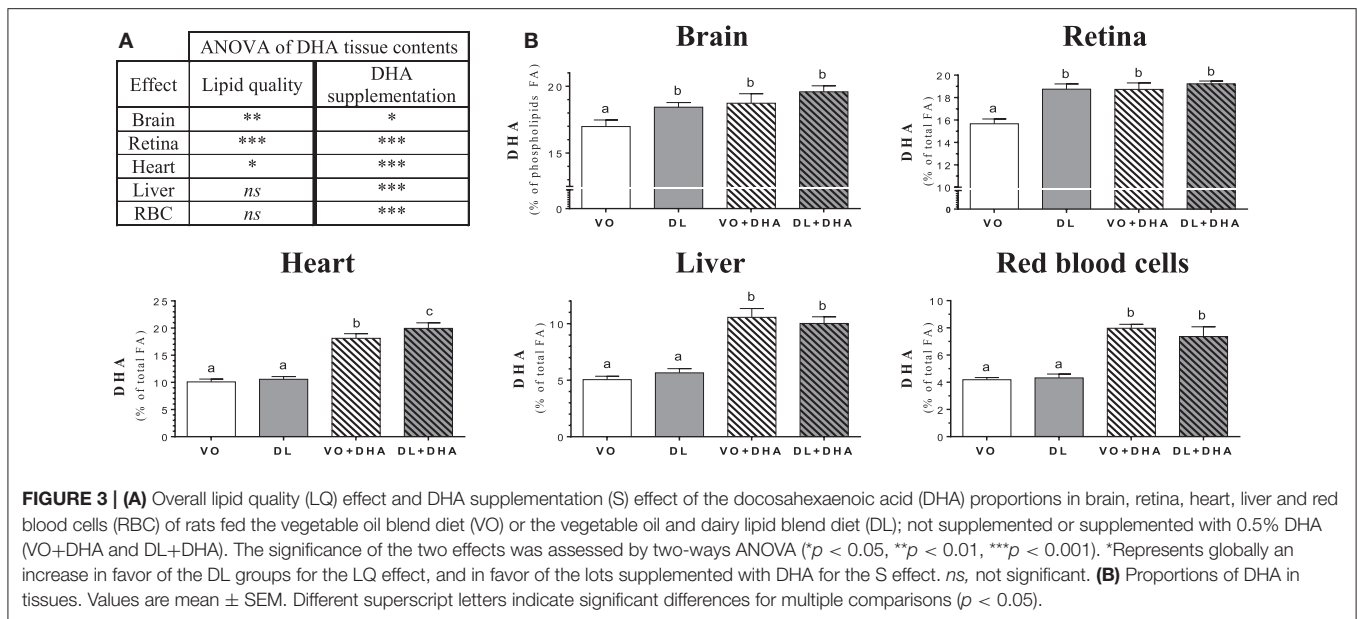 A
ANOVA of DHA tissue contents
Effect Lipid quality DHA supplementation
Brain ** *
Retina *** ***
Heart * ***
Liver ns ***
RBC ns ***
B
Brain
DHA
(% of phospholipids FA)
20
15
0
a b b b
VO DL VO+DHA DL+DHA
Retina
DHA
(% of total FA)
20
18
16
14
12
10
0
a b b b
VO DL VO+DHA DL+DHA
Heart
DHA
(% of total FA)
25
20
15
10
5
0
a a b c
VO DL VO+DHA DL+DHA
Liver
DHA
(% of total FA)
10
5
0
a a b b
VO DL VO+DHA DL+DHA
Red blood cells
DHA
(% of total FA)
10
8
6
4
2
0
a a b b
VO DL VO+DHA DL+DHA
FIGURE 3 | (A) Overall lipid quality (LQ) effect and DHA supplementation (S) effect of the docosahexaenoic acid (DHA) proportions in brain, retina, heart, liver and red
blood cells (RBC) of rats fed the vegetable oil blend diet (VO) or the vegetable oil and dairy lipid blend diet (DL); not supplemented or supplemented with 0.5% DHA
(VO+DHA and DL+DHA). The significance of the two effects was assessed by two-ways ANOVA (*p < 0.05, **p < 0.01, ***p < 0.001). *Represents globally an
increase in favor of the DL groups for the LQ effect, and in favor of the lots supplemented with DHA for the S effect. ns, not significant. (B) Proportions of DHA in
tissues. Values are mean ± SEM. Different superscript letters indicate significant differences for multiple comparisons (p < 0.05).